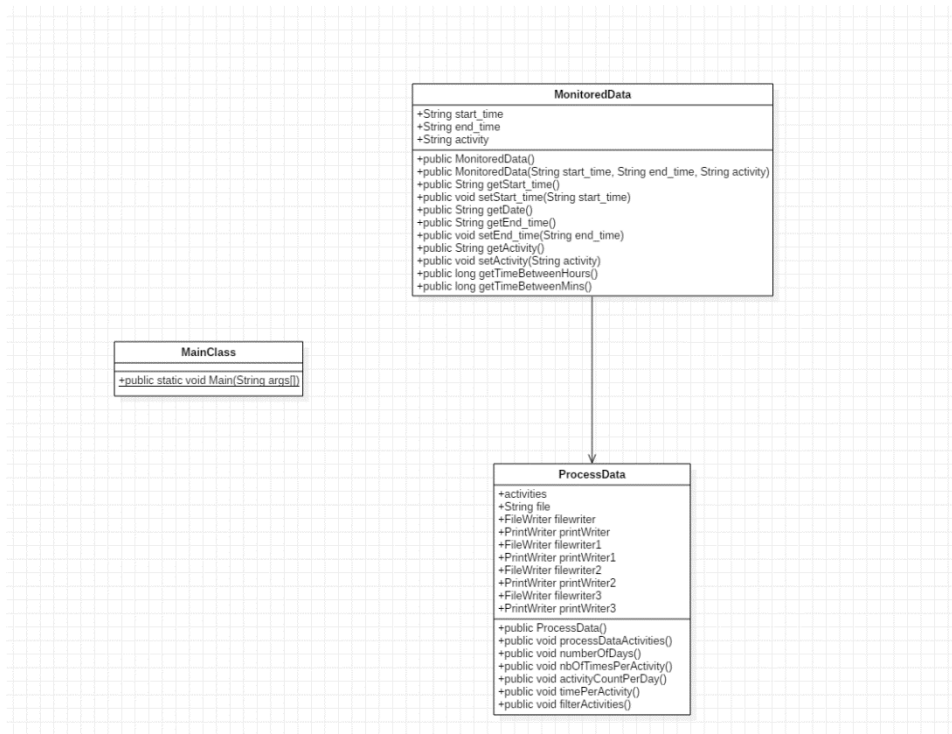 MonitoredData
+String start_time
+String end_time
+String activity
+public MonitoredData()
+public MonitoredData(String start_time, String end_time, String activity)
+public String getStart_time()
+public void setStart_time(String start_time)
+public String getDate()
+public String getEnd_time()
+public void setEnd_time(String end_time)
+public String getActivity()
+public void setActivity(String activity)
+public long getTimeBetweenHours()
+public long getTimeBetweenMins()
MainClass
+public static void Main(String args[])
ProcessData
+activities
+String file
+FileWriter filewriter
+PrintWriter printWriter
+FileWriter filewriter1
+PrintWriter printWriter1
+FileWriter filewriter2
+PrintWriter printWriter2
+FileWriter filewriter3
+PrintWriter printWriter3
+public ProcessData()
+public void processDataActivities()
+public void numberOfDays()
+public void nbOfTimesPerActivity()
+public void activityCountPerDay()
+public void timePerActivity()
+public void filterActivities()